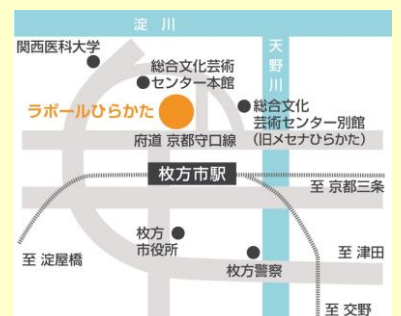 淀 川
天野川
関西医科大学
総合文化芸術
センター本館
ラポールひらかた
総合文化
芸術センター別館
(旧メセナひらかた)
府道 京都守口線
枚方市駅
至 京都三条
枚方
市役所
至 淀屋橋
至 津田
枚方警察
至 交野